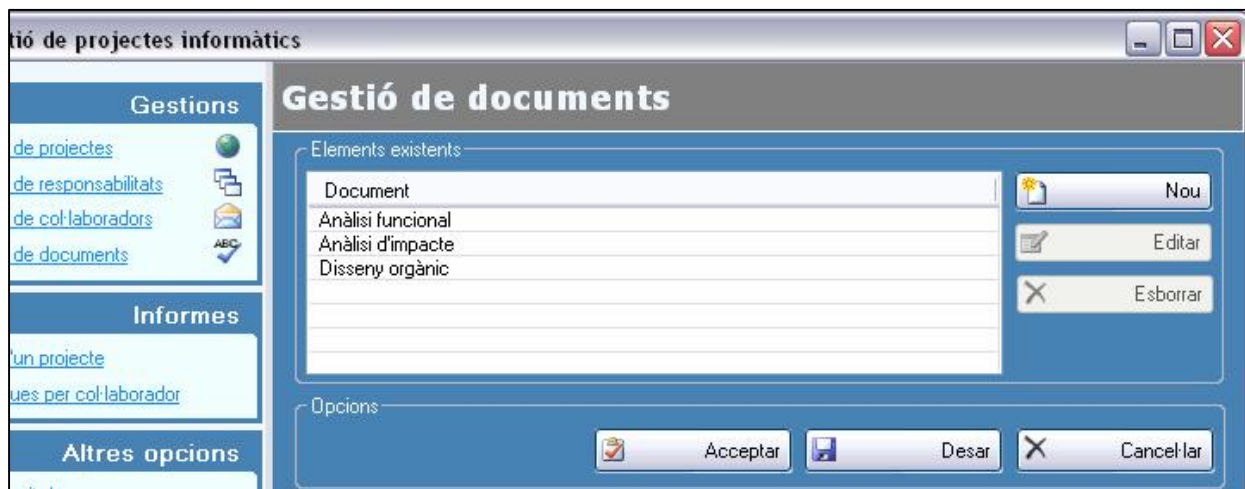 tió de projectes informàtics
Gestions
de projectes
de responsabilitats
de col·laboradors
de documents
ABC
Informes
'un projecte
ues per col·laborador
Altres opcions
Gestió de documents
Elements existents
Document
Anàlisi funcional
Anàlisi d'impacte
Disseny orgànic
Nou
Editar
Esborrar
Opcions
Acceptar
Desar
Cancel·lar